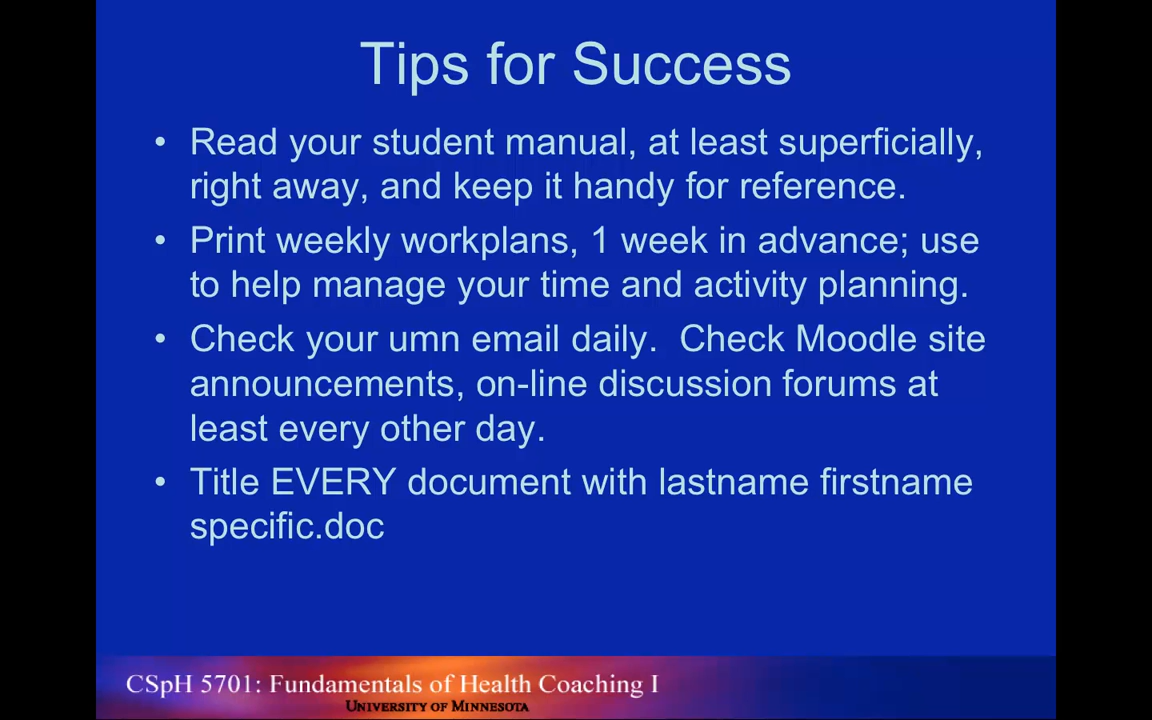 Tips for Success
• Read your student manual, at least superficially,
right away, and keep it handy for reference.
• Print weekly workplans, 1 week in advance; use
to help manage your time and activity planning.
• Check your umn email daily.  Check Moodle site
announcements, on-line discussion forums at
least every other day.
• Title EVERY document with lastname firstname
specific.doc
CSpH 5701: Fundamentals of Health Coaching I
UNIVERSITY OF MINNESOTA